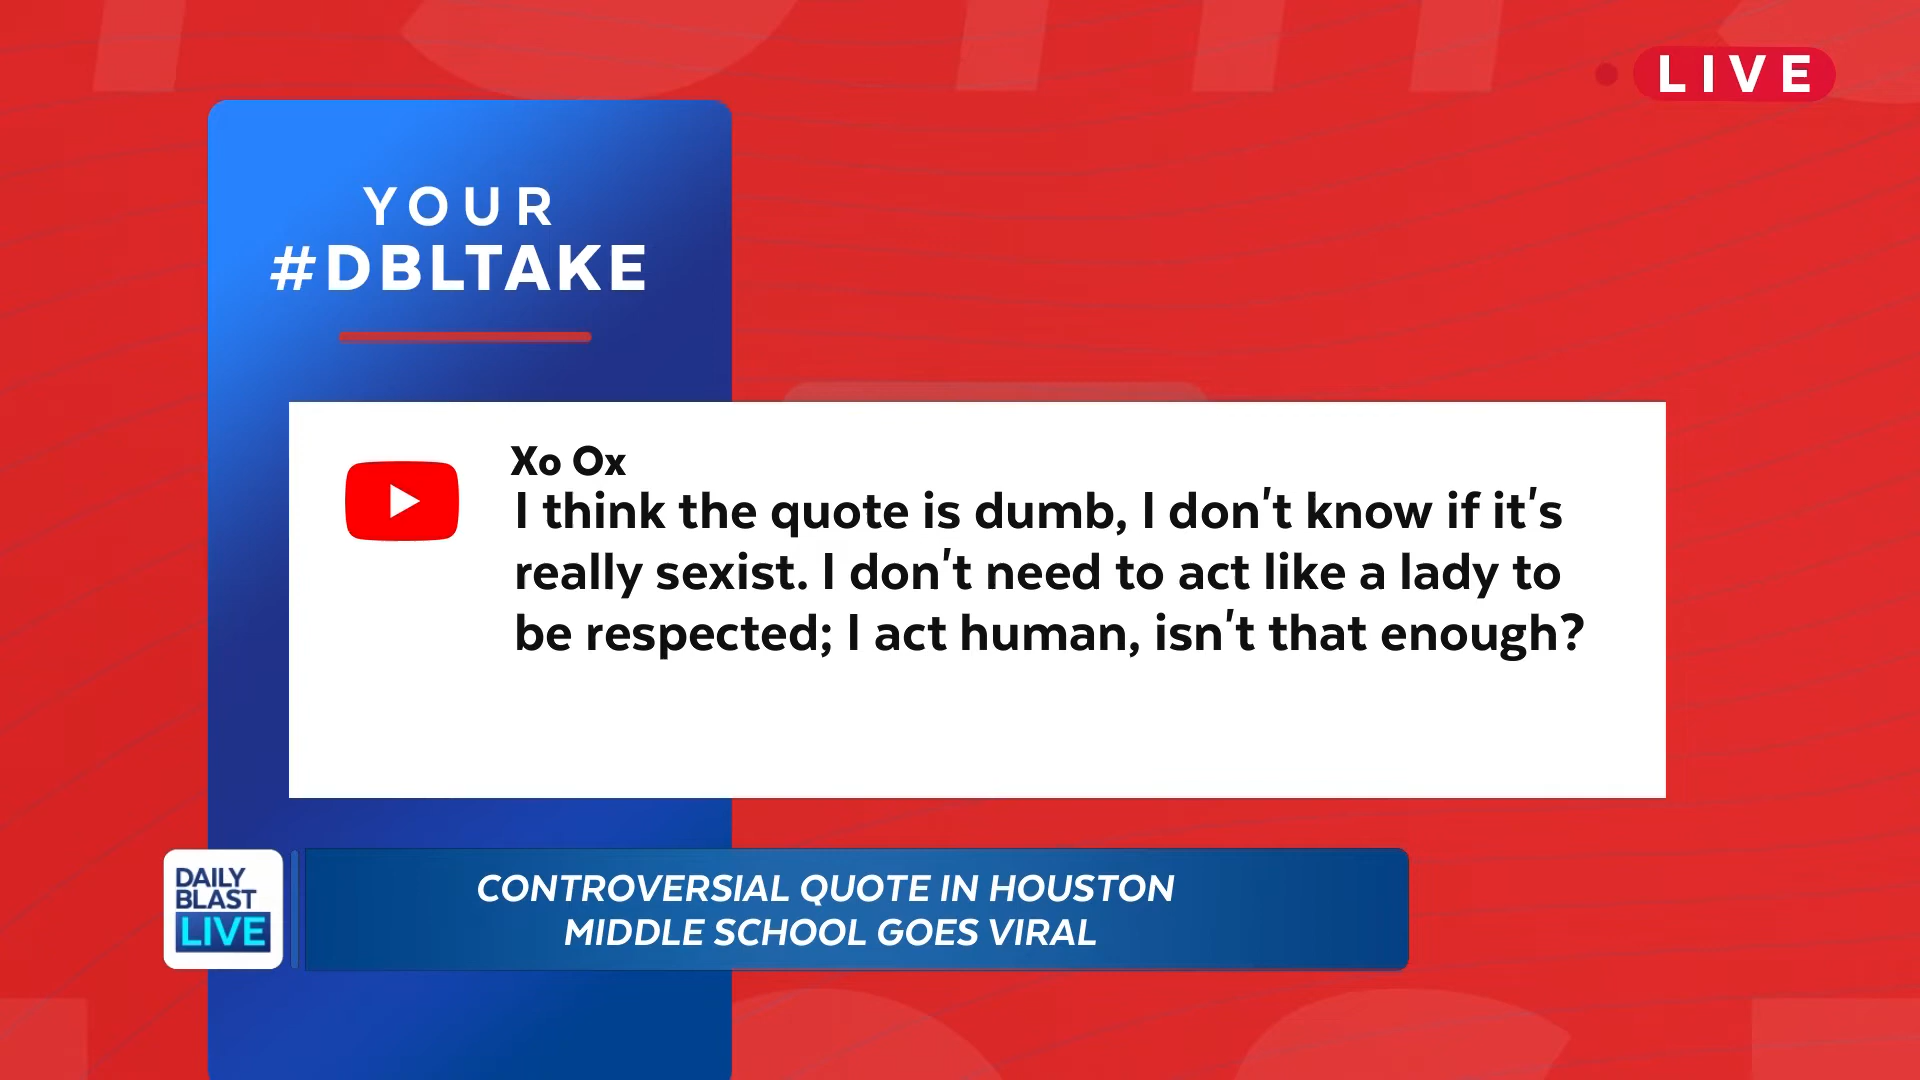 LIVE
YOUR
#DBLTAKE
Xo Ox
I think the quote is dumb, I don't know if it's
really sexist. I don't need to act like a lady to
be respected; I act human, isn't that enough?
DAILY
BLAST
LIVE
CONTROVERSIAL QUOTE IN HOUSTON
MIDDLE SCHOOL GOES VIRAL